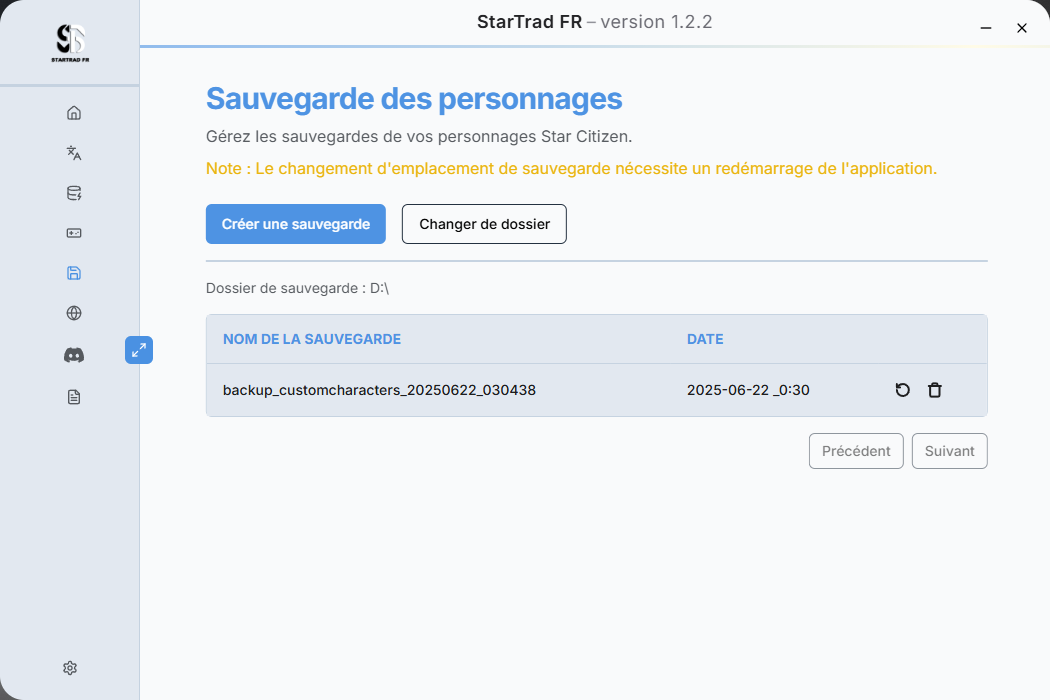 StarTrad FR – version 1.2.2
STARTRAD FR
Sauvegarde des personnages
Gérez les sauvegardes de vos personnages Star Citizen.
Note : Le changement d'emplacement de sauvegarde nécessite un redémarrage de l'application.
Créer une sauvegarde
Changer de dossier
Dossier de sauvegarde : D:\
NOM DE LA SAUVEGARDE DATE
backup_customcharacters_20250622_030438 2025-06-22 _0:30
Précédent Suivant